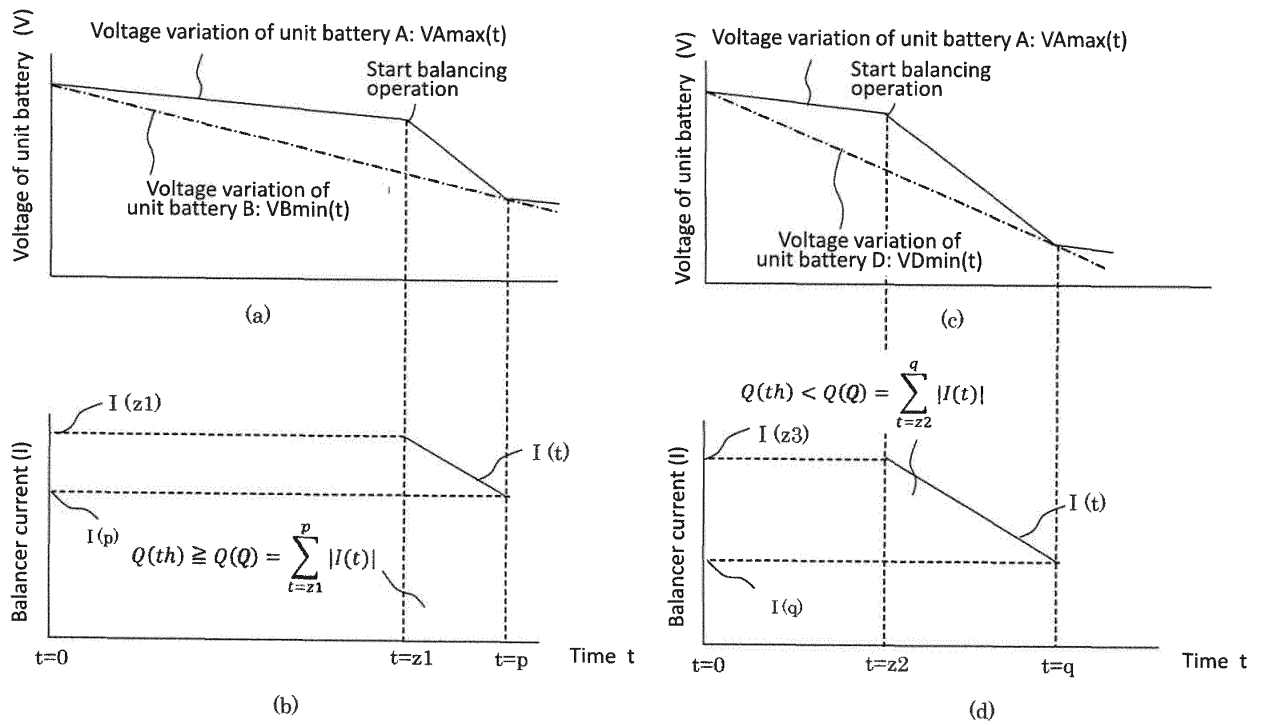 Voltage of unit battery (V)
Voltage variation of unit battery A: VAmax(t)
Start balancing
operation
Voltage variation of
unit battery B: VBmin(t)
(a)
Balancer current (I)
I (z1)
I (t)
I (p)
Q(th) ≧ Q(Q) = ∑ |I(t)|
p
t=z1
t=0
t=z1
t=p
Time t
(b)
Voltage of unit battery (V)
Voltage variation of unit battery A: VAmax(t)
Start balancing
operation
Voltage variation of
unit battery D: VDmin(t)
(c)
Q(th) < Q(Q) = ∑ |I(t)|
q
t=z2
Balancer current (I)
I (z3)
I (t)
I (q)
t=0
t=z2
t=q
Time t
(d)